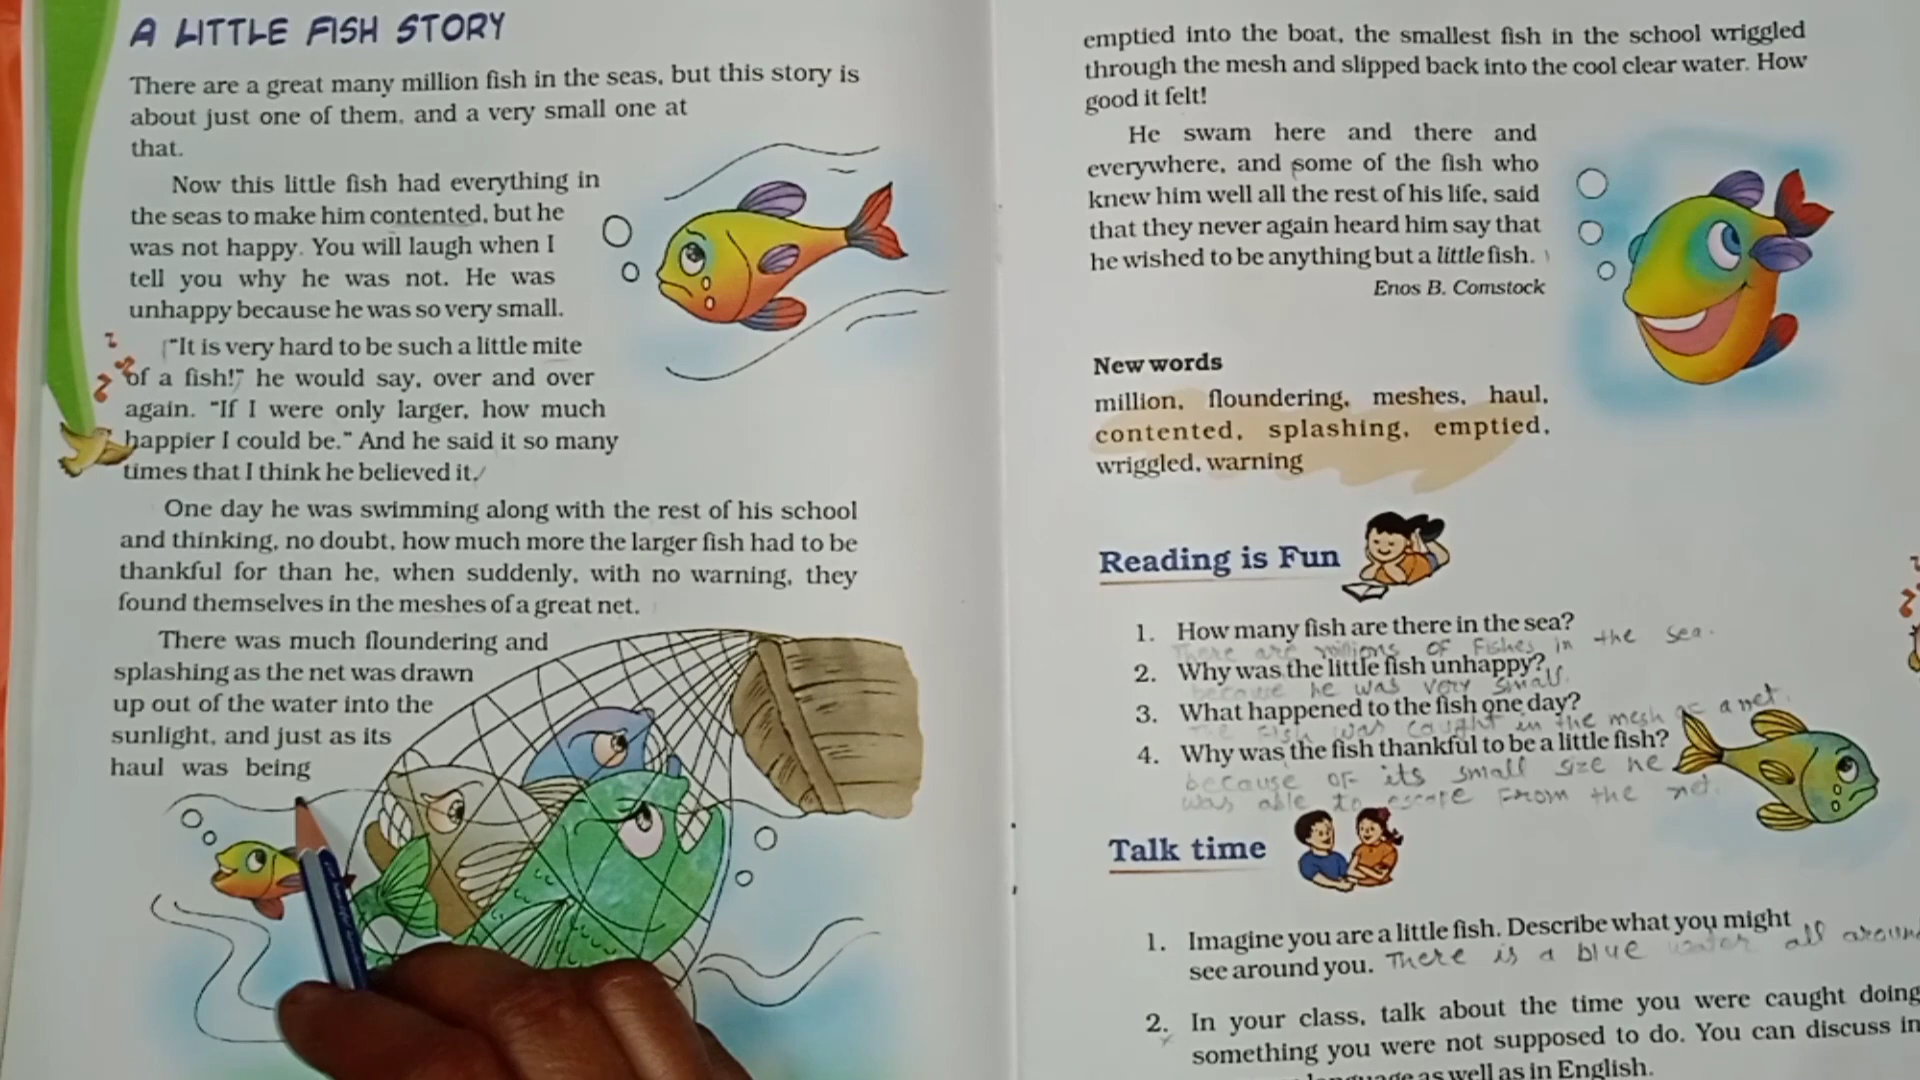 A LITTLE FISH STORY
There are a great many million fish in the seas, but this story is
about just one of them, and a very small one at
that.
Now this little fish had everything in
the seas to make him contented, but he
was not happy. You will laugh when I
tell you why he was not. He was
unhappy because he was so very small.
"It is very hard to be such a little mite
of a fish!" he would say, over and over
again. "If I were only larger, how much
happier I could be." And he said it so many
times that I think he believed it.
One day he was swimming along with the rest of his school
and thinking, no doubt, how much more the larger fish had to be
thankful for than he, when suddenly, with no warning, they
found themselves in the meshes of a great net.
There was much floundering and
splashing as the net was drawn
up out of the water into the
sunlight, and just as its
haul was being
emptied into the boat, the smallest fish in the school wriggled
through the mesh and slipped back into the cool clear water. How
good it felt!
He swam here and there and
everywhere, and some of the fish who
knew him well all the rest of his life, said
that they never again heard him say that
he wished to be anything but a little fish.
Enos B. Comstock
New words
million, floundering, meshes, haul,
contented, splashing, emptied,
wriggled, warning
Reading is Fun
1. How many fish are there in the sea?
There are millions of fishes in the sea.
2. Why was the little fish unhappy?
because he was very small.
3. What happened to the fish one day?
The fish was caught in the mesh a net.
4. Why was the fish thankful to be a little fish?
because of its small size he
was able to escape from the net.
Talk time
1. Imagine you are a little fish. Describe what you might
see around you. There is a blue water all around
2. In your class, talk about the time you were caught doing
something you were not supposed to do. You can discuss in
as well as in English.